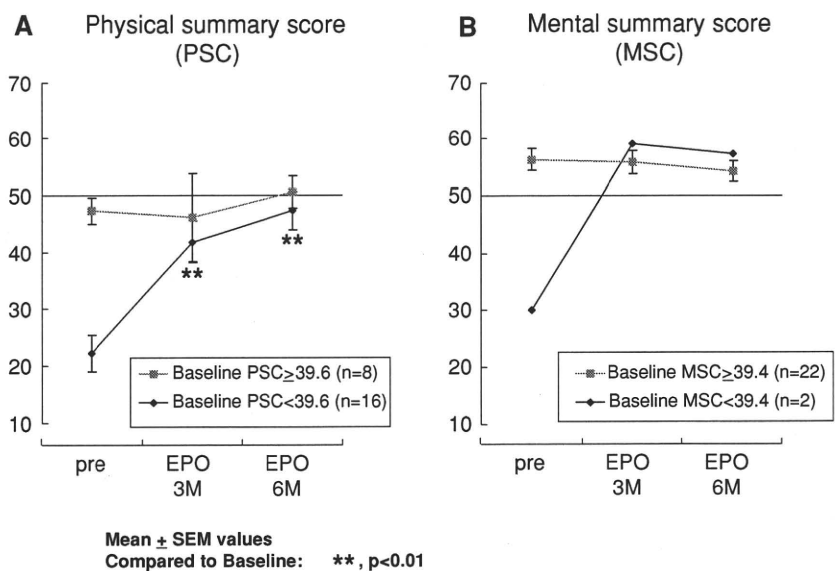 A Physical summary score
(PSC)
70
60
50
40
30
20
10
**
**
Baseline PSC≥39.6 (n=8)
Baseline PSC<39.6 (n=16)
pre
EPO
3M
EPO
6M
B Mental summary score
(MSC)
70
60
50
40
30
20
10
Baseline MSC≥39.4 (n=22)
Baseline MSC<39.4 (n=2)
pre
EPO
3M
EPO
6M
Mean ± SEM values
Compared to Baseline: **, p<0.01